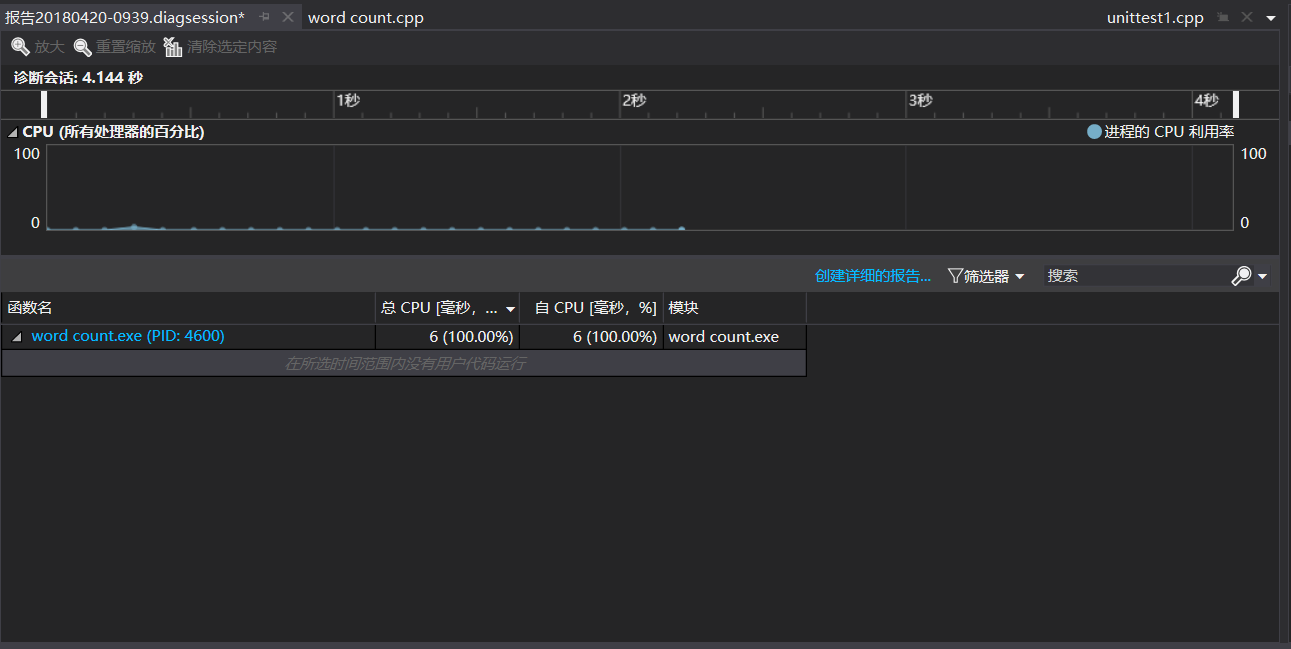 报告20180420-0939.diagsession* word count.cpp unittest1.cpp
放大 重置缩放 清除选定内容
诊断会话: 4.144 秒
1秒 2秒 3秒 4秒
CPU (所有处理器的百分比) 进程的 CPU 利用率
100 100
0 0
创建详细的报告... 筛选器 搜索
函数名 总 CPU [毫秒，... 自 CPU [毫秒，%] 模块
word count.exe (PID: 4600) 6 (100.00%) 6 (100.00%) word count.exe
在所选时间范围内没有用户代码运行